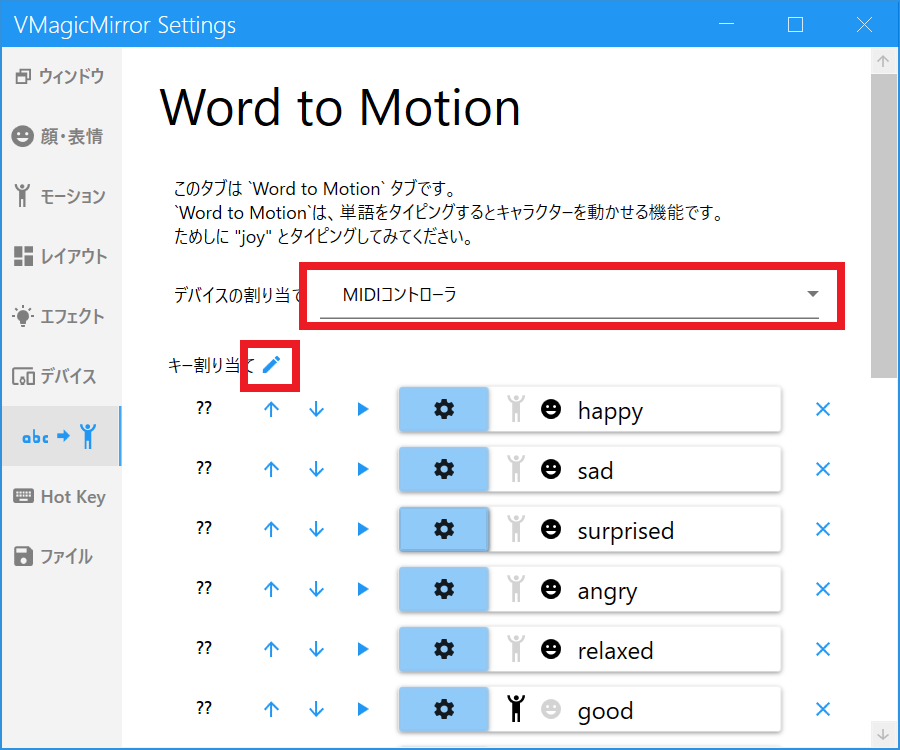 VMagicMirror Settings
ウィンドウ
顔・表情
モーション
レイアウト
エフェクト
デバイス
abc
Hot Key
ファイル
Word to Motion
このタブは `Word to Motion` タブです。
`Word to Motion`は、単語をタイピングするとキャラクターを動かせる機能です。
ためしに "joy" とタイピングしてみてください。
デバイスの割り当て MIDIコントローラ
キー割り当て
?? happy
?? sad
?? surprised
?? angry
?? relaxed
?? good